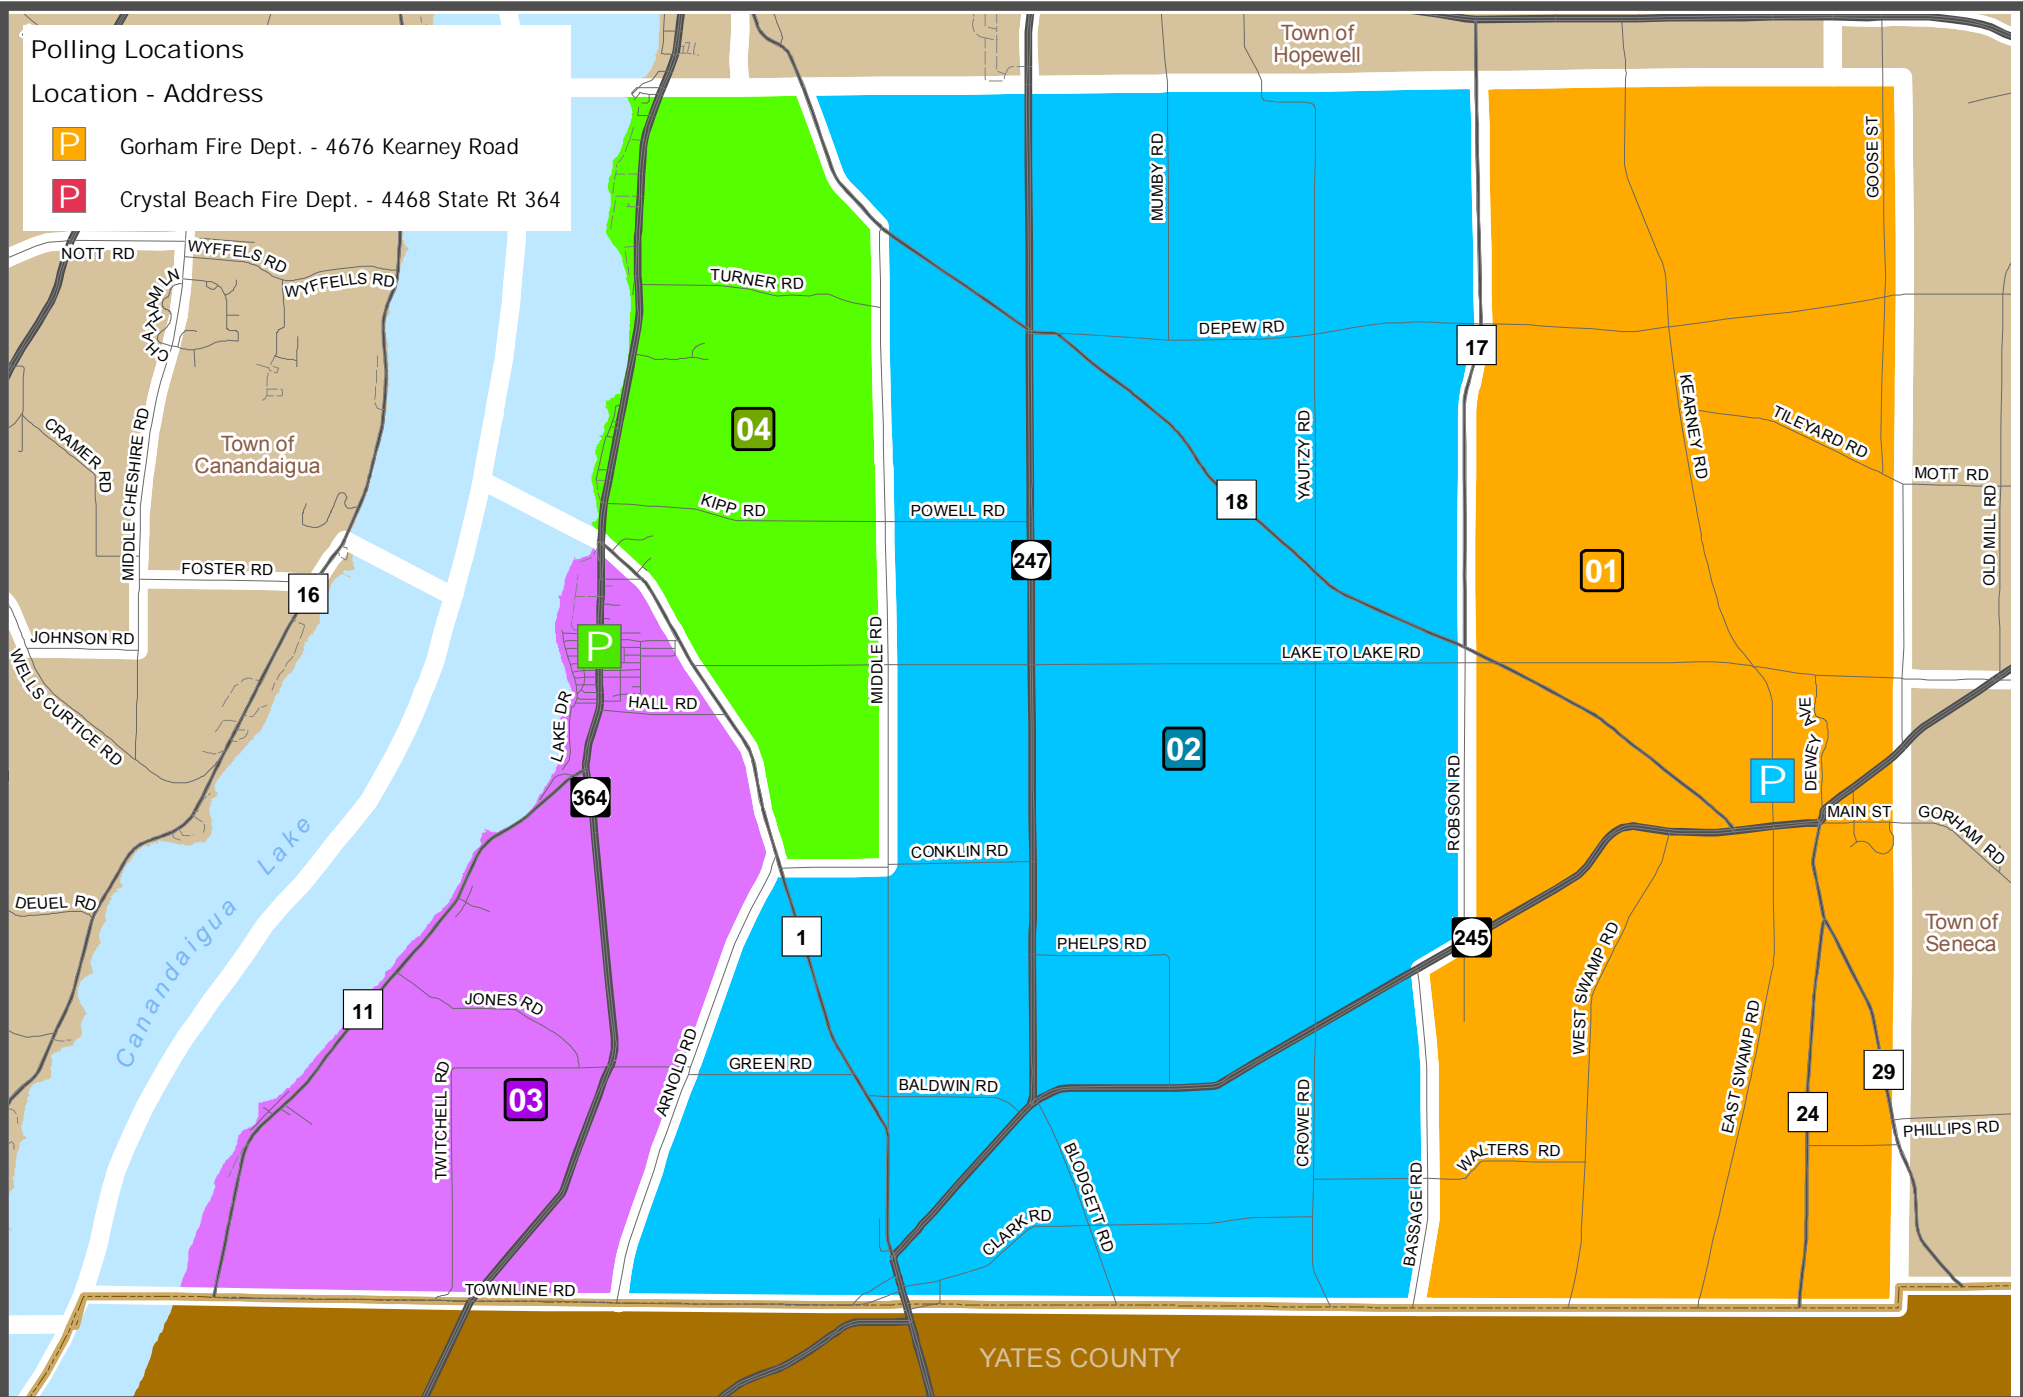 Polling Locations
Location - Address
P Gorham Fire Dept. - 4676 Kearney Road
P Crystal Beach Fire Dept. - 4468 State Rt 364
Town of
Hopewell
GOOSE ST
MUMBY RD
NOTT RD
WYFFELS RD
WYFFELLS RD
CHATHAM LN
TURNER RD
DEPEW RD
17
KEARNEY RD
TILEYARD RD
MOTT RD
OLD MILL RD
CRAMER RD
MIDDLE CHESHIRE RD
Town of
Canandaigua
04
YAUTZY RD
18
KIPP RD
POWELL RD
247
01
FOSTER RD
16
JOHNSON RD
WELLS CURTICE RD
P
MIDDLE RD
LAKE TO LAKE RD
HALL RD
LAKE DR
364
02
ROBSON RD
P
DEWEY AVE
MAIN ST
GORHAM RD
Canandaigua Lake
CONKLIN RD
DEUEL RD
1
PHELPS RD
245
Town of
Seneca
WEST SWAMP RD
EAST SWAMP RD
11
JONES RD
ARNOLD RD
GREEN RD
BALDWIN RD
TWITCHELL RD
03
CROWE RD
29
24
PHILLIPS RD
BLODGETT RD
WALTERS RD
BASSAGE RD
CLARK RD
TOWNLINE RD
YATES COUNTY